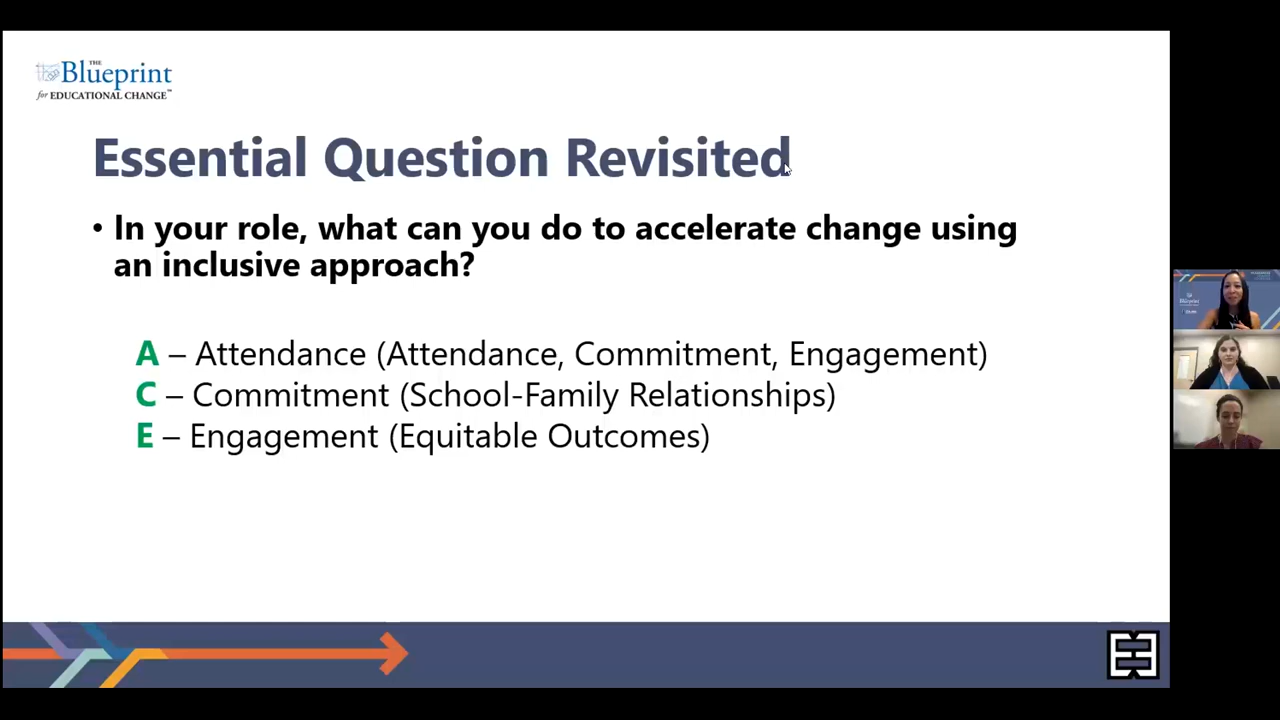 THE
Blueprint
for EDUCATIONAL CHANGE™
Essential Question Revisited
• In your role, what can you do to accelerate change using
an inclusive approach?
A – Attendance (Attendance, Commitment, Engagement)
C – Commitment (School-Family Relationships)
E – Engagement (Equitable Outcomes)
Blueprint